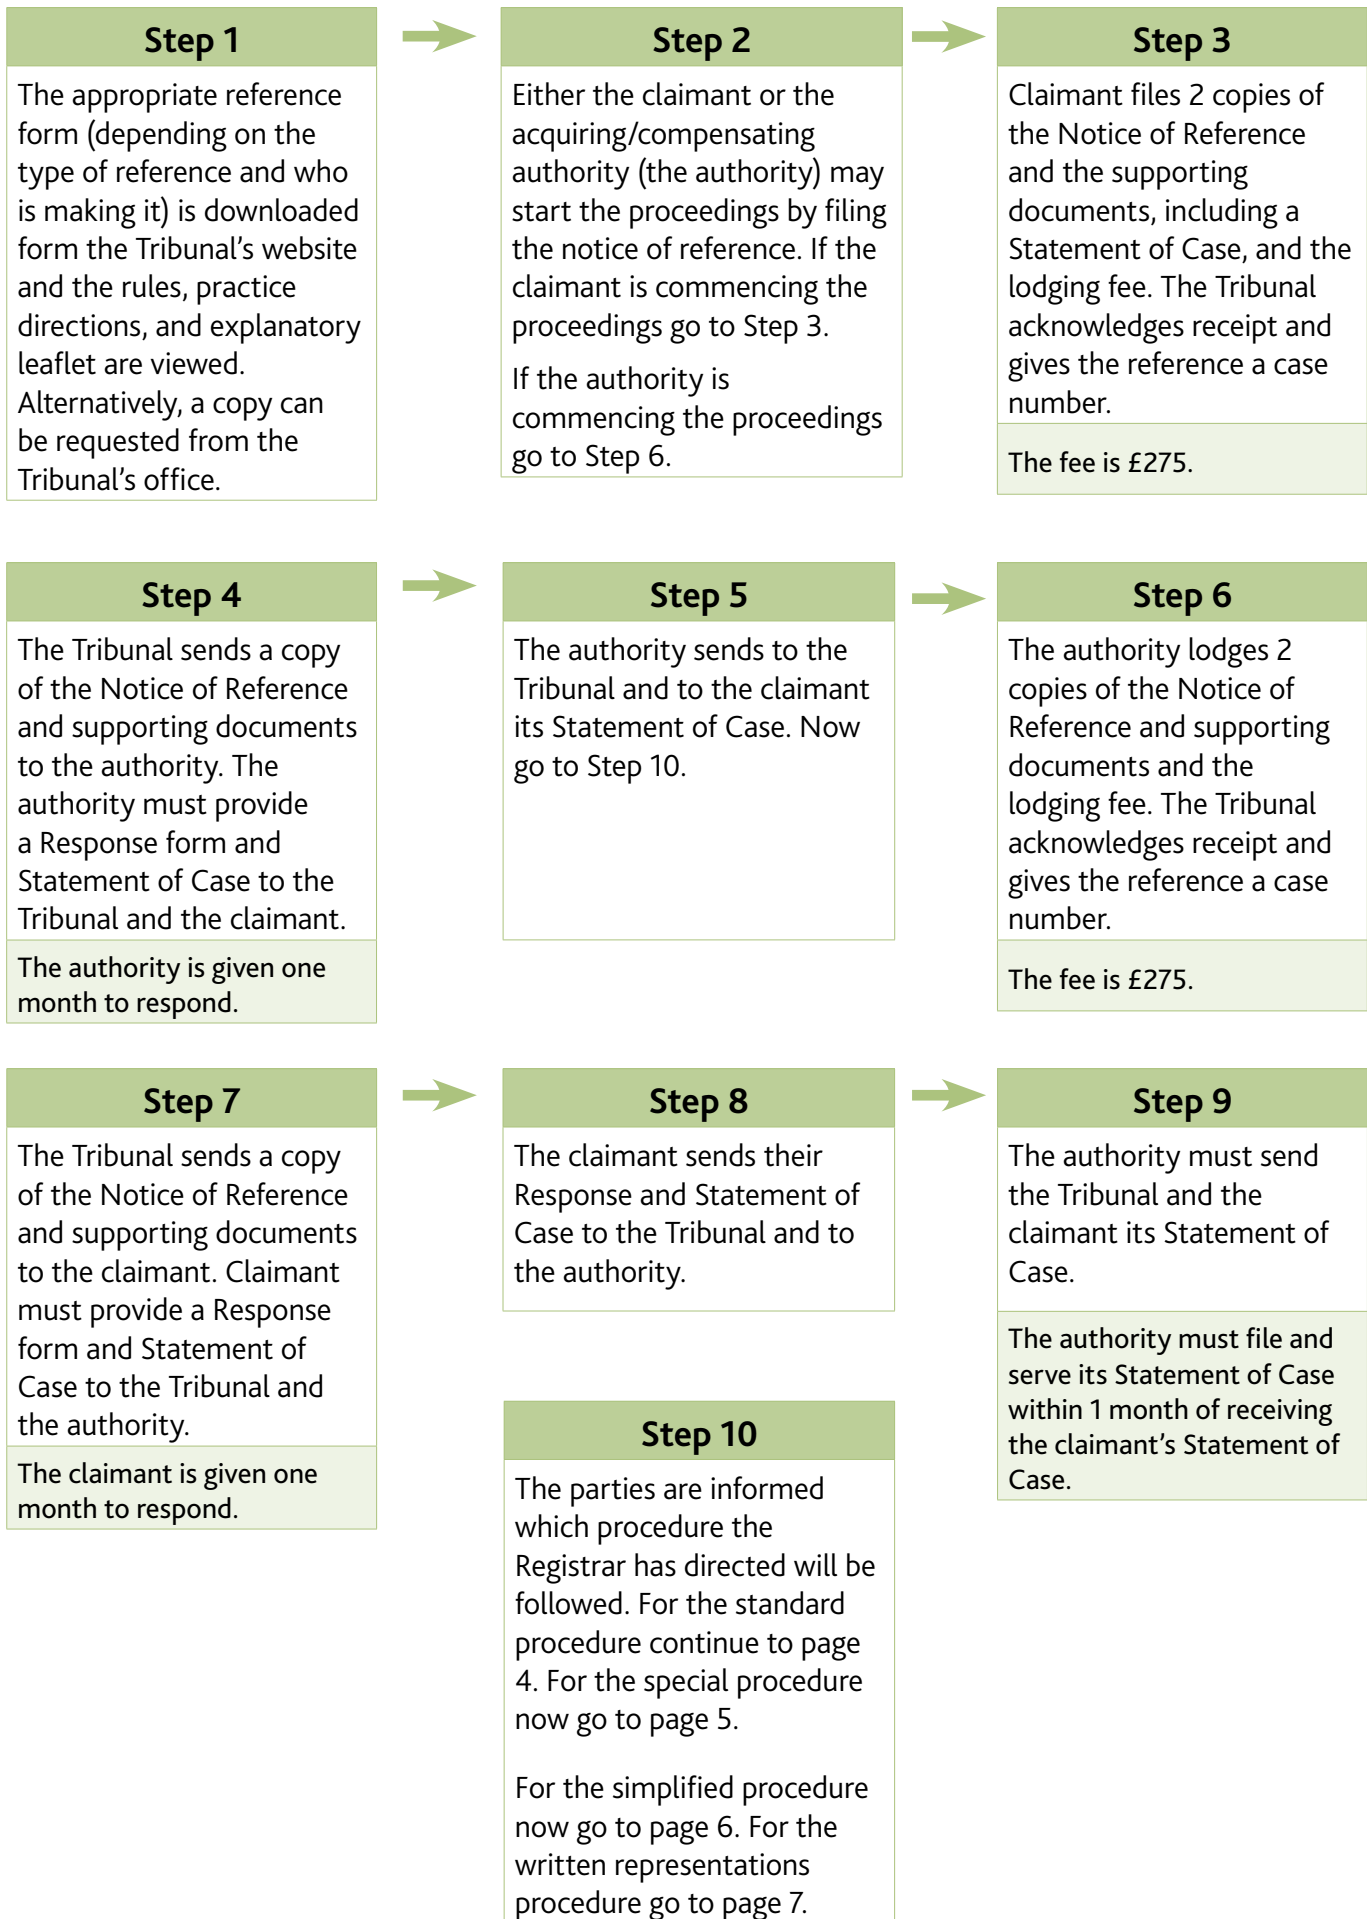 Step 1
The appropriate reference
form (depending on the
type of reference and who
is making it) is downloaded
form the Tribunal's website
and the rules, practice
directions, and explanatory
leaflet are viewed.
Alternatively, a copy can
be requested from the
Tribunal's office.
Step 2
Either the claimant or the
acquiring/compensating
authority (the authority) may
start the proceedings by filing
the notice of reference. If the
claimant is commencing the
proceedings go to Step 3.
If the authority is
commencing the proceedings
go to Step 6.
Step 3
Claimant files 2 copies of
the Notice of Reference
and the supporting
documents, including a
Statement of Case, and the
lodging fee. The Tribunal
acknowledges receipt and
gives the reference a case
number.
The fee is £275.
Step 4
The Tribunal sends a copy
of the Notice of Reference
and supporting documents
to the authority. The
authority must provide
a Response form and
Statement of Case to the
Tribunal and the claimant.
The authority is given one
month to respond.
Step 5
The authority sends to the
Tribunal and to the claimant
its Statement of Case. Now
go to Step 10.
Step 6
The authority lodges 2
copies of the Notice of
Reference and supporting
documents and the
lodging fee. The Tribunal
acknowledges receipt and
gives the reference a case
number.
The fee is £275.
Step 7
The Tribunal sends a copy
of the Notice of Reference
and supporting documents
to the claimant. Claimant
must provide a Response
form and Statement of
Case to the Tribunal and
the authority.
The claimant is given one
month to respond.
Step 8
The claimant sends their
Response and Statement of
Case to the Tribunal and to
the authority.
Step 9
The authority must send
the Tribunal and the
claimant its Statement of
Case.
The authority must file and
serve its Statement of Case
within 1 month of receiving
the claimant's Statement of
Case.
Step 10
The parties are informed
which procedure the
Registrar has directed will be
followed. For the standard
procedure continue to page
4. For the special procedure
now go to page 5.
For the simplified procedure
now go to page 6. For the
written representations
procedure go to page 7.